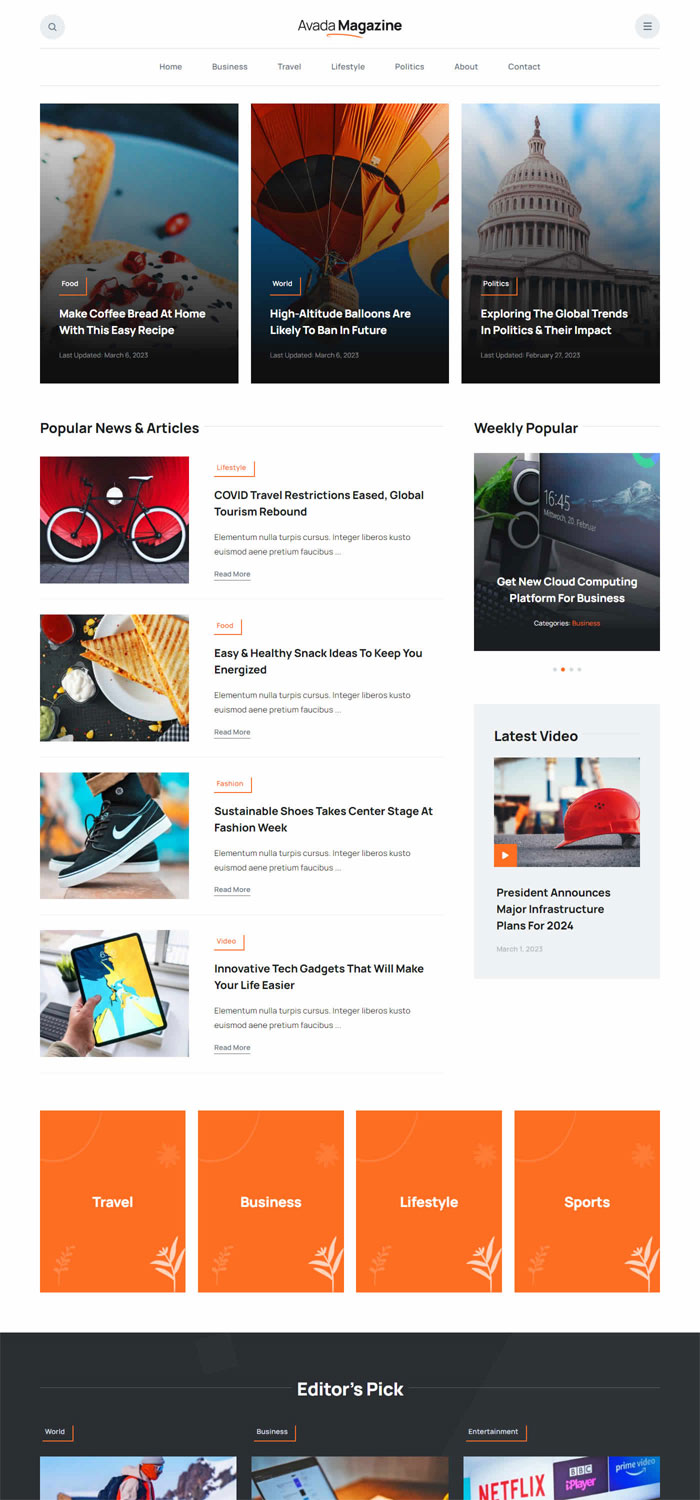 Avada Magazine
Home Business Travel Lifestyle Politics About Contact
Food
Make Coffee Bread At Home
With This Easy Recipe
Last Updated: March 6, 2023
World
High-Altitude Balloons Are
Likely To Ban In Future
Last Updated: March 6, 2023
Politics
Exploring The Global Trends
In Politics & Their Impact
Last Updated: February 27, 2023
Popular News & Articles
Lifestyle
COVID Travel Restrictions Eased, Global
Tourism Rebound
Elementum nulla turpis cursus. Integer liberos kusto
euismod aene pretium faucibus ...
Read More
Food
Easy & Healthy Snack Ideas To Keep You
Energized
Elementum nulla turpis cursus. Integer liberos kusto
euismod aene pretium faucibus ...
Read More
Fashion
Sustainable Shoes Takes Center Stage At
Fashion Week
Elementum nulla turpis cursus. Integer liberos kusto
euismod aene pretium faucibus ...
Read More
Video
Innovative Tech Gadgets That Will Make
Your Life Easier
Elementum nulla turpis cursus. Integer liberos kusto
euismod aene pretium faucibus ...
Read More
Weekly Popular
16:45
Mittwoch, 20. Februar
Get New Cloud Computing
Platform For Business
Categories: Business
Latest Video
President Announces
Major Infrastructure
Plans For 2024
March 1, 2023
Travel
Business
Lifestyle
Sports
Editor's Pick
World
Business
Entertainment
NETFLIX
BBC
iPlayer
prime video